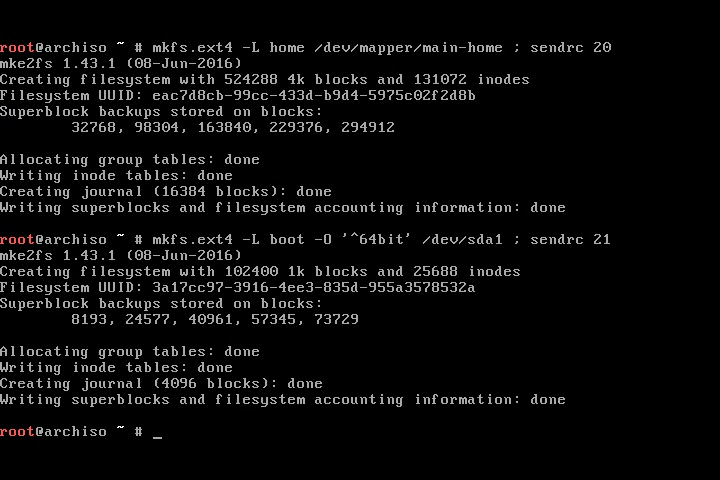 root@archiso ~ # mkfs.ext4 -L home /dev/mapper/main-home ; sendrc 20
mke2fs 1.43.1 (08-Jun-2016)
Creating filesystem with 524288 4k blocks and 131072 inodes
Filesystem UUID: eac7d8cb-99cc-433d-b9d4-5975c02f2d8b
Superblock backups stored on blocks:
        32768, 98304, 163840, 229376, 294912

Allocating group tables: done
Writing inode tables: done
Creating journal (16384 blocks): done
Writing superblocks and filesystem accounting information: done

root@archiso ~ # mkfs.ext4 -L boot -O '^64bit' /dev/sda1 ; sendrc 21
mke2fs 1.43.1 (08-Jun-2016)
Creating filesystem with 102400 1k blocks and 25688 inodes
Filesystem UUID: 3a17cc97-3916-4ee3-835d-955a3578532a
Superblock backups stored on blocks:
        8193, 24577, 40961, 57345, 73729

Allocating group tables: done
Writing inode tables: done
Creating journal (4096 blocks): done
Writing superblocks and filesystem accounting information: done

root@archiso ~ # _